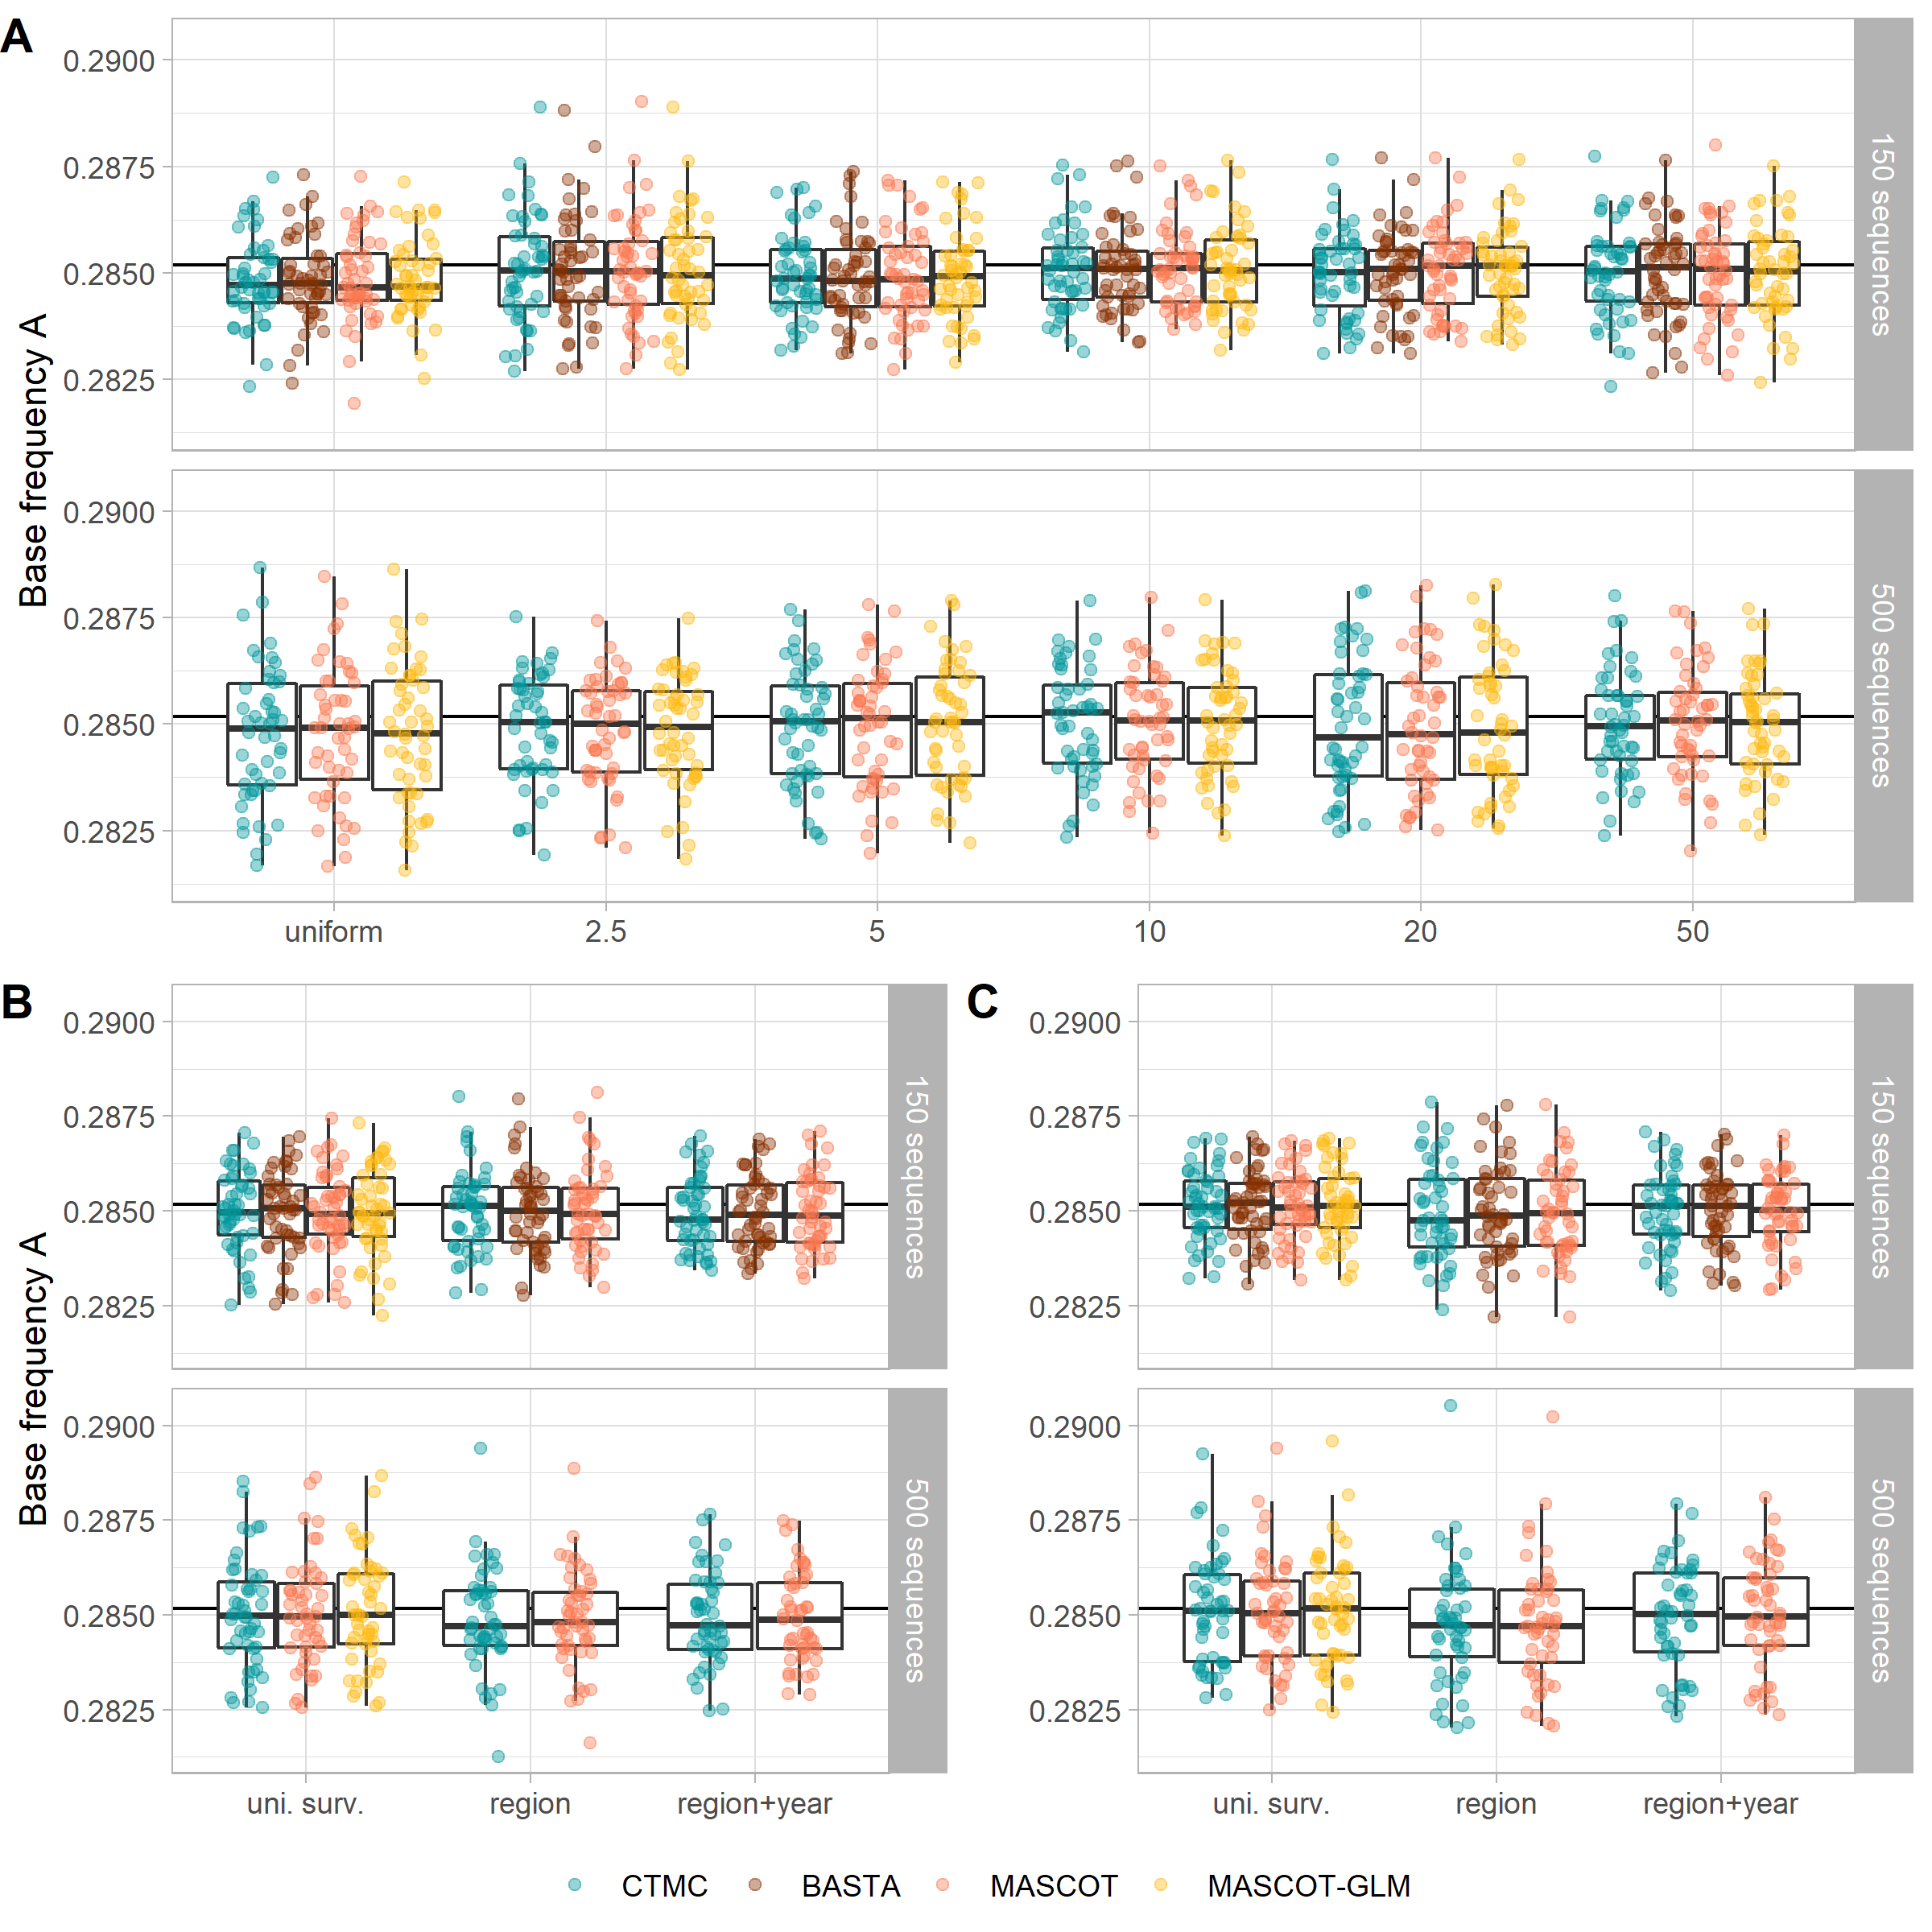 A
Base frequency A
0.2900
0.2875
0.2850
0.2825
150 sequences
0.2900
0.2875
0.2850
0.2825
500 sequences
uniform 2.5 5 10 20 50
B
Base frequency A
0.2900
0.2875
0.2850
0.2825
150 sequences
0.2900
0.2875
0.2850
0.2825
500 sequences
uni. surv. region region+year
C
0.2900
0.2875
0.2850
0.2825
150 sequences
0.2900
0.2875
0.2850
0.2825
500 sequences
uni. surv. region region+year
CTMC BASTA MASCOT MASCOT-GLM